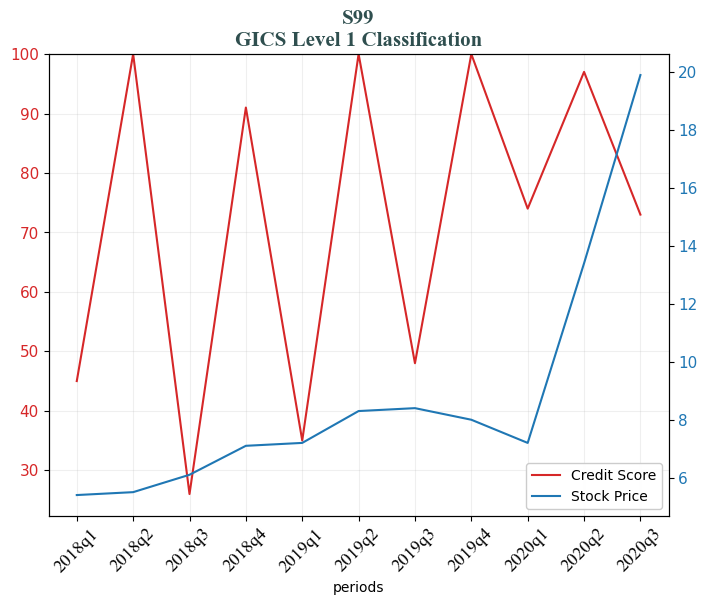 S99
GICS Level 1 Classification
100
90
80
70
60
50
40
30
20
18
16
14
12
10
8
6
Credit Score
Stock Price
2018q1
2018q2
2018q3
2018q4
2019q1
2019q2
2019q3
2019q4
2020q1
2020q2
2020q3
periods